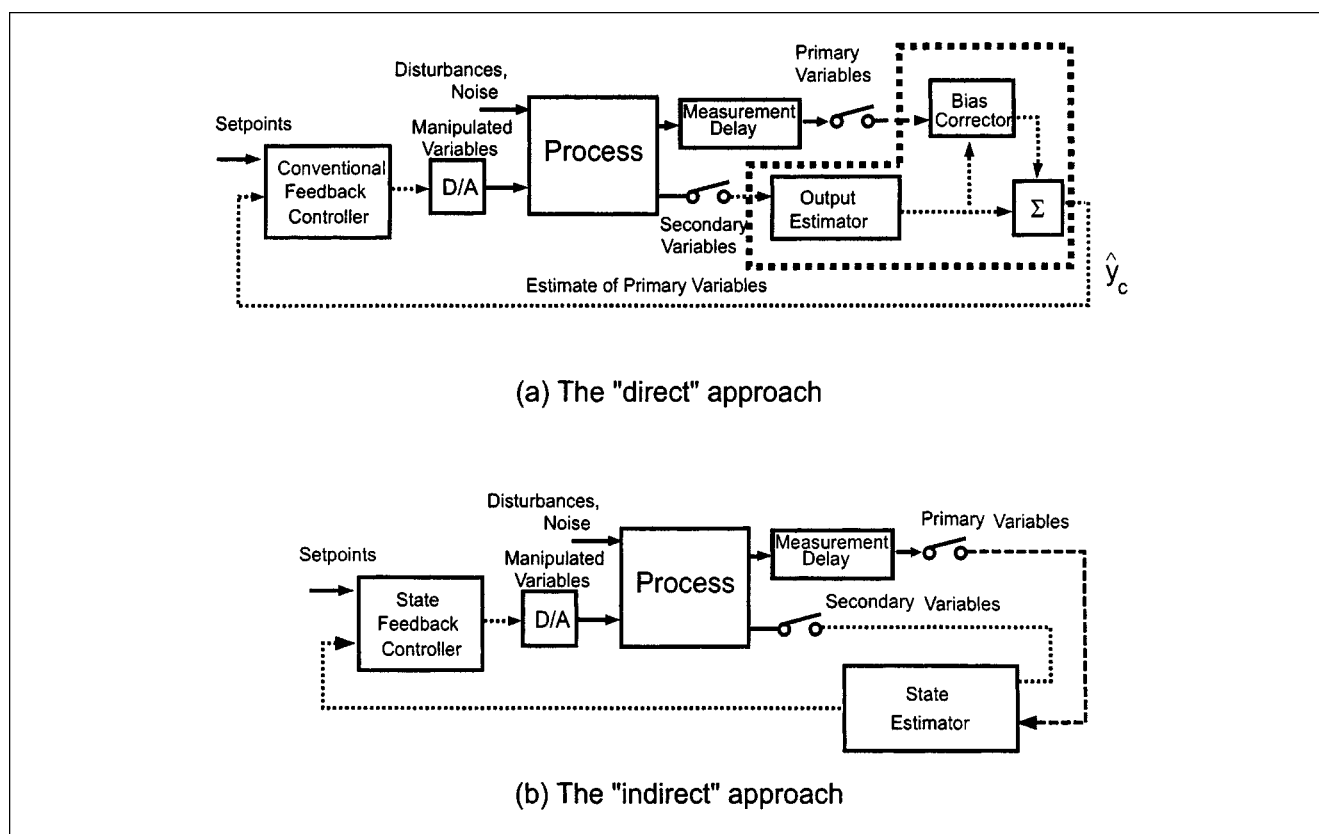 Primary
Variables
Disturbances,
Noise
Measurement
Delay
Bias
Corrector
Setpoints
Manipulated
Variables
Process
Conventional
Feedback
Controller
D/A
Output
Estimator
Σ
Secondary
Variables
Estimate of Primary Variables
ŷc
(a) The "direct" approach
Disturbances,
Noise
Primary Variables
Measurement
Delay
Setpoints
Manipulated
Variables
Process
Secondary Variables
State
Feedback
Controller
D/A
State
Estimator
(b) The "indirect" approach